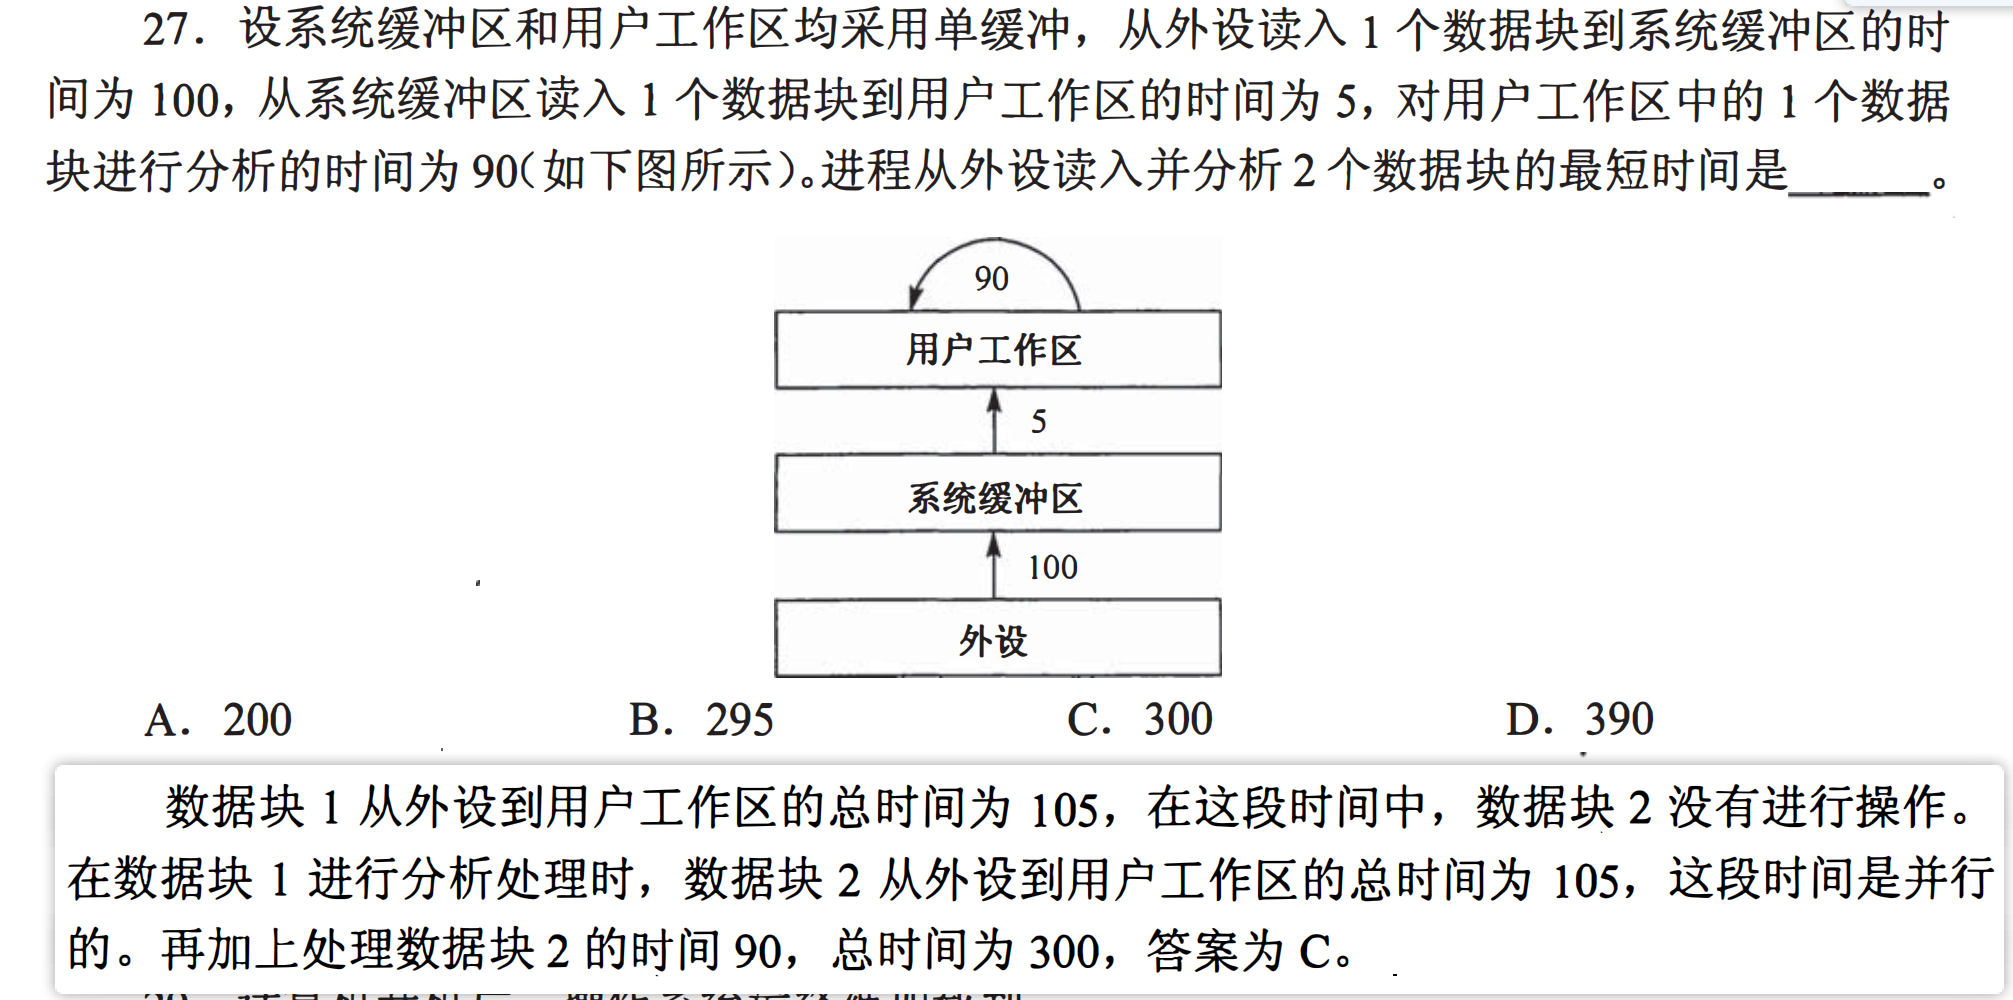 27. 设系统缓冲区和用户工作区均采用单缓冲，从外设读入 1 个数据块到系统缓冲区的时
间为 100，从系统缓冲区读入 1 个数据块到用户工作区的时间为 5，对用户工作区中的 1 个数据
块进行分析的时间为 90（如下图所示）。进程从外设读入并分析 2 个数据块的最短时间是______。
90
用户工作区
5
系统缓冲区
100
外设
A. 200 B. 295 C. 300 D. 390
数据块 1 从外设到用户工作区的总时间为 105，在这段时间中，数据块 2 没有进行操作。
在数据块 1 进行分析处理时，数据块 2 从外设到用户工作区的总时间为 105，这段时间是并行
的。再加上处理数据块 2 的时间 90，总时间为 300，答案为 C。